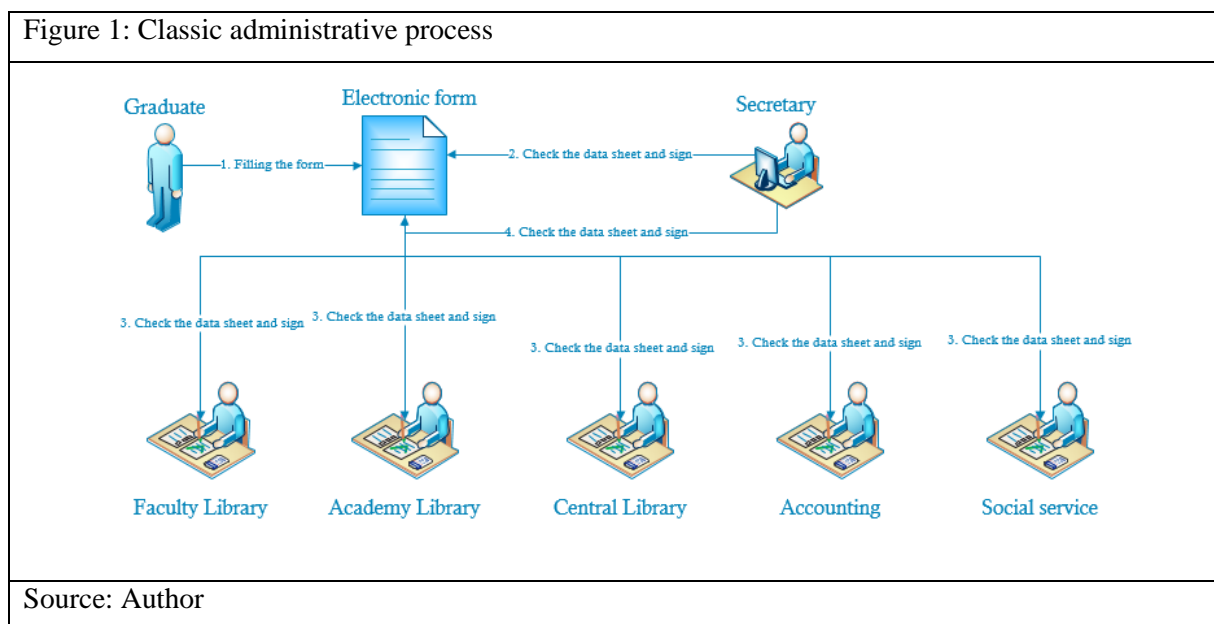 Figure 1: Classic administrative process
Graduate
Electronic form
Secretary
1. Filling the form
2. Check the data sheet and sign
4. Check the data sheet and sign
3. Check the data sheet and sign
3. Check the data sheet and sign
3. Check the data sheet and sign
3. Check the data sheet and sign
3. Check the data sheet and sign
Faculty Library
Academy Library
Central Library
Accounting
Social service
Source: Author